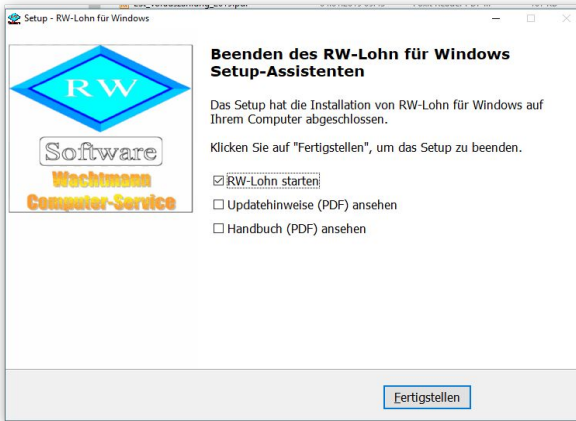 Setup - RW-Lohn für Windows
RW
Software
Wachtmann
Computer-Service
Beenden des RW-Lohn für Windows
Setup-Assistenten
Das Setup hat die Installation von RW-Lohn für Windows auf
Ihrem Computer abgeschlossen.
Klicken Sie auf "Fertigstellen", um das Setup zu beenden.
RW-Lohn starten
Updatehinweise (PDF) ansehen
Handbuch (PDF) ansehen
Fertigstellen